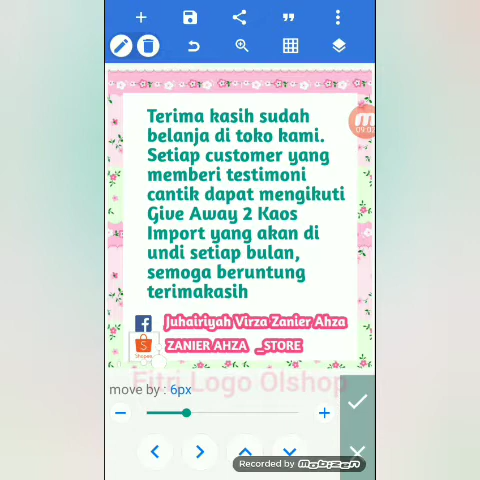 Terima kasih sudah
belanja di toko kami.
Setiap customer yang
memberi testimoni
cantik dapat mengikuti
Give Away 2 Kaos
Import yang akan di
undi setiap bulan,
semoga beruntung
terimakasih
Juhairiyah Virza Zanier Ahza
ZANIER AHZA _STORE
Fitri Logo Olshop
move by : 6px
Recorded by mobizen